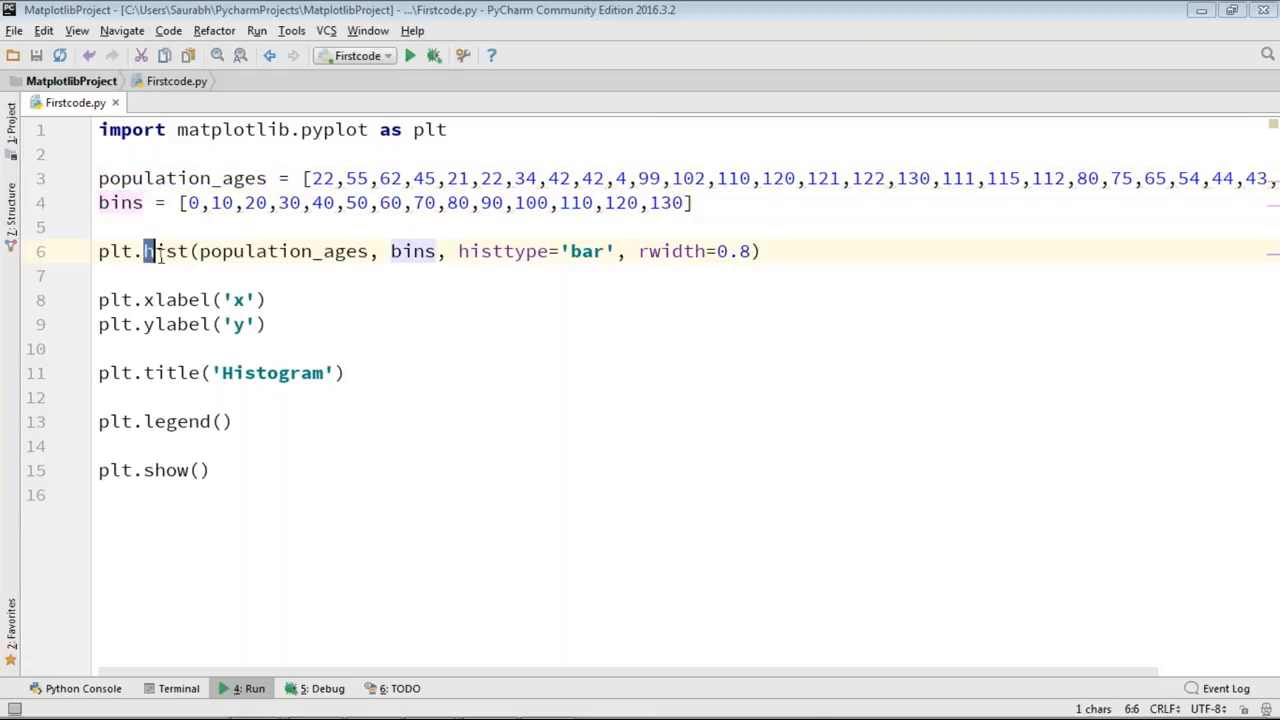 MatplotlibProject - [C:\Users\Saurabh\PycharmProjects\MatplotlibProject] - ...\Firstcode.py - PyCharm Community Edition 2016.3.2
File Edit View Navigate Code Refactor Run Tools VCS Window Help
Firstcode
MatplotlibProject Firstcode.py
Firstcode.py
1: Project
Z: Structure
2: Favorites
1 import matplotlib.pyplot as plt
2
3 population_ages = [22,55,62,45,21,22,34,42,42,4,99,102,110,120,121,122,130,111,115,112,80,75,65,54,44,43,
4 bins = [0,10,20,30,40,50,60,70,80,90,100,110,120,130]
5
6 plt.hist(population_ages, bins, histtype='bar', rwidth=0.8)
7
8 plt.xlabel('x')
9 plt.ylabel('y')
10
11 plt.title('Histogram')
12
13 plt.legend()
14
15 plt.show()
16
Python Console Terminal 4: Run 5: Debug 6: TODO Event Log
1 chars 6:6 CRLF÷ UTF-8÷